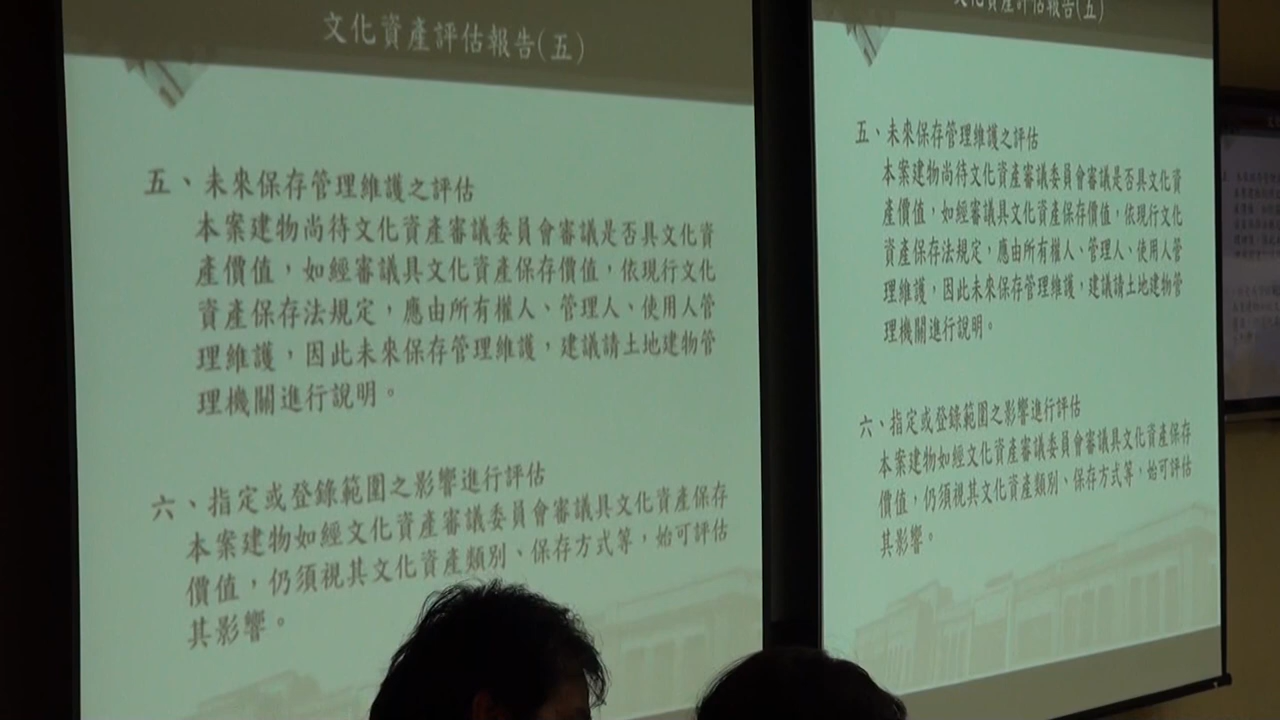 文化資產評估報告(五)
五、未來保存管理維護之評估
本案建物尚待文化資產審議委員會審議是否具文化資
產價值，如經審議具文化資產保存價值，依現行文化
資產保存法規定，應由所有權人、管理人、使用人管
理維護，因此未來保存管理維護，建議請土地建物管
理機關進行說明。
六、指定或登錄範圍之影響進行評估
本案建物如經文化資產審議委員會審議具文化資產保存
價值，仍須視其文化資產類別、保存方式等，始可評估
其影響。
文化資產評估報告(五)
五、未來保存管理維護之評估
本案建物尚待文化資產審議委員會審議是否具文化資
產價值，如經審議具文化資產保存價值，依現行文化
資產保存法規定，應由所有權人、管理人、使用人管
理維護，因此未來保存管理維護，建議請土地建物管
理機關進行說明。
六、指定或登錄範圍之影響進行評估
本案建物如經文化資產審議委員會審議具文化資產保存
價值，仍須視其文化資產類別、保存方式等，始可評估
其影響。